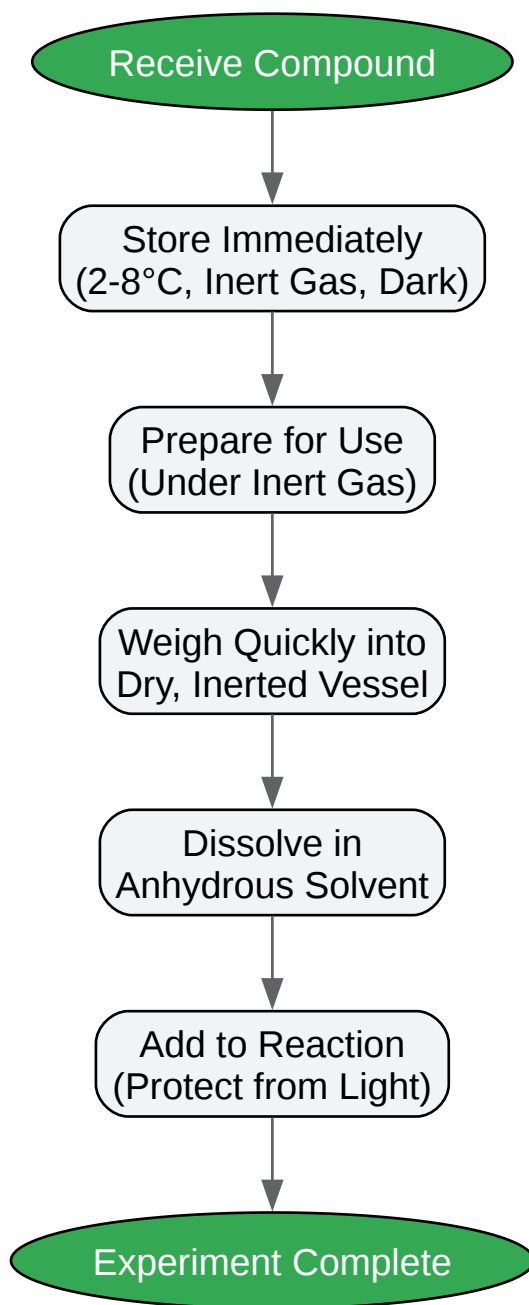 Receive Compound
Store Immediately
(2-8°C, Inert Gas, Dark)
Prepare for Use
(Under Inert Gas)
Weigh Quickly into
Dry, Inerted Vessel
Dissolve in
Anhydrous Solvent
Add to Reaction
(Protect from Light)
Experiment Complete